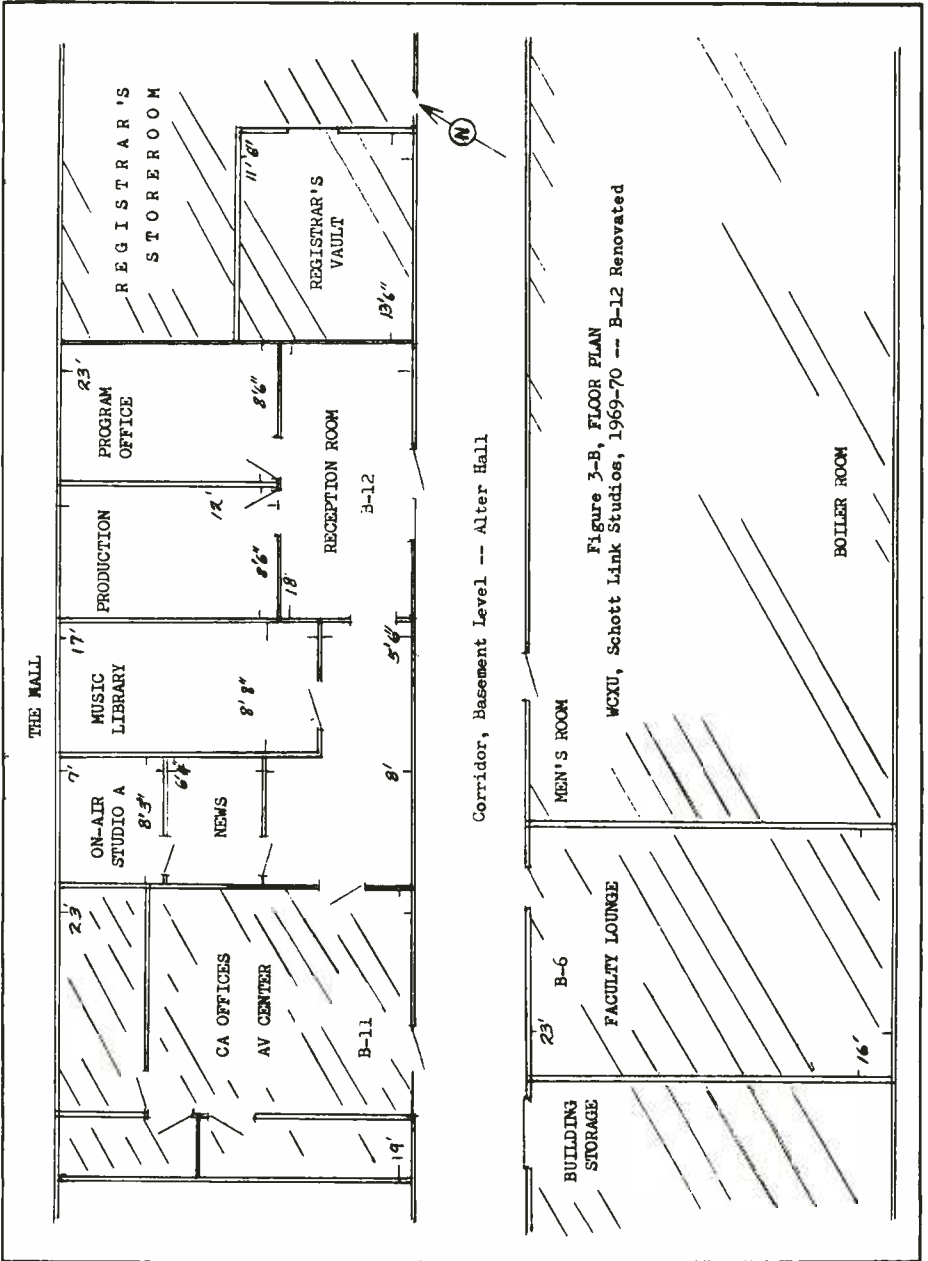 THE MALL
REGISTRAR'S
STOREROOM
11'8"
REGISTRAR'S
VAULT
13'6"
N
23'
PROGRAM
OFFICE
8'6"
12'
PRODUCTION
8'6"
18'
RECEPTION ROOM
B-12
17'
MUSIC
LIBRARY
8'8"
5'6"
7'
ON-AIR
STUDIO A
8'3"
NEWS
8'
23'
CA OFFICES
AV CENTER
B-11
19'
Corridor, Basement Level -- Alter Hall
Figure 3-B, FLOOR PLAN
WCXU, Schott Link Studios, 1969-70 -- B-12 Renovated
MEN'S ROOM
BOILER ROOM
B-6
23'
FACULTY LOUNGE
16'
BUILDING
STORAGE